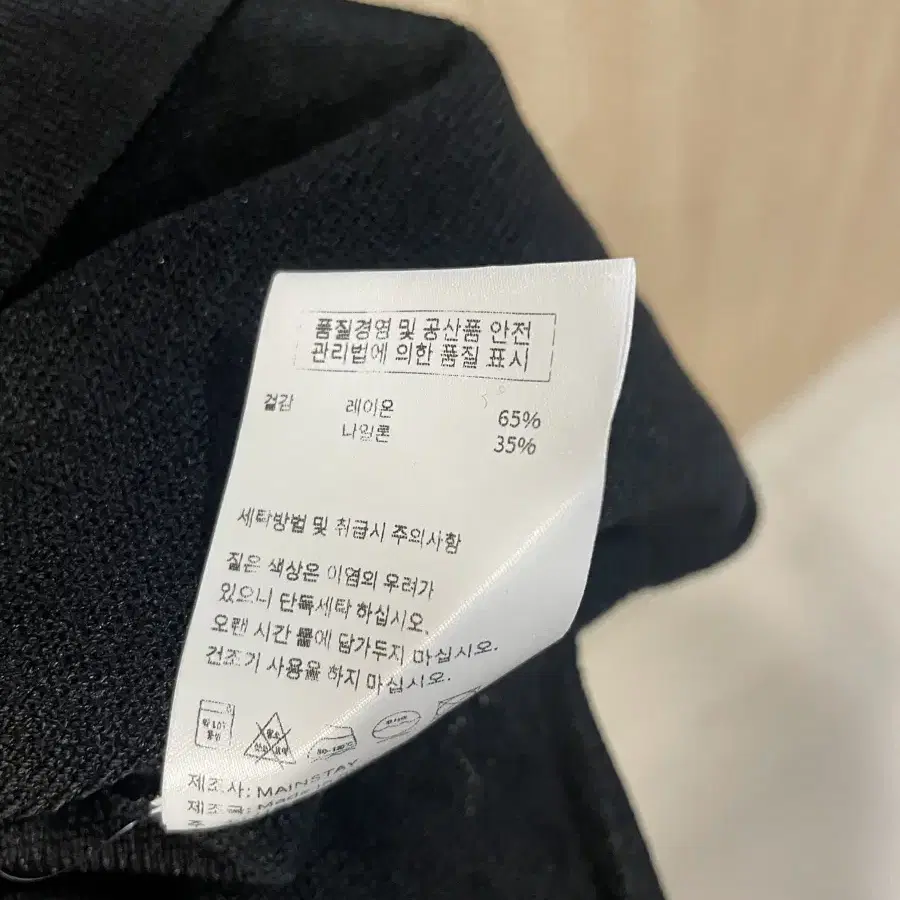 품질경영 및 공산품 안전
관리법에 의한 품질 표시
겉감 레이온 65%
나일론 35%
세탁방법 및 취급시 주의사항
짙은 색상은 이염의 우려가
있으니 단독세탁 하십시오.
오랜 시간 물에 담가두지 마십시오.
건조기 사용을 하지 마십시오.
제조사: MAINSTAY
제조국: Made